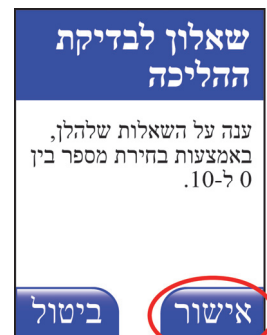 שאלון לבדיקת
ההליכה
ענה על השאלות שלהלן,
באמצעות בחירת מספר בין
0 ל-10.
אישור
ביטול